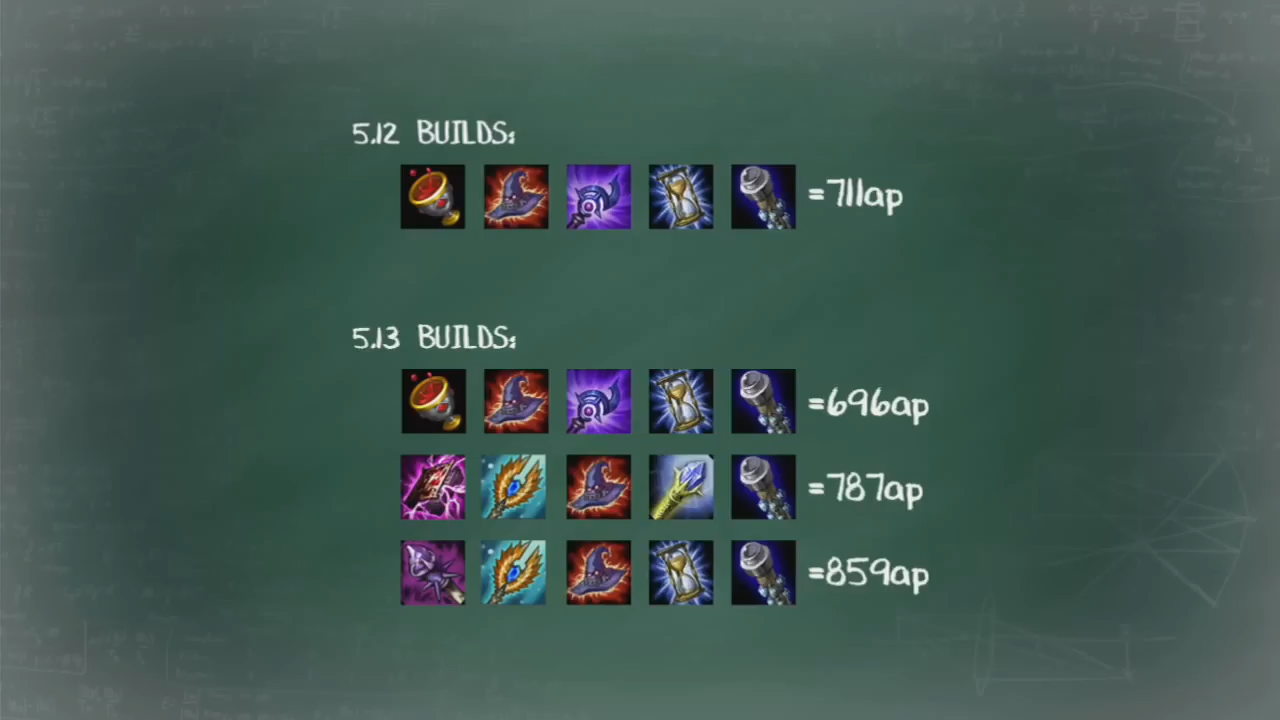 5.12 BUILDS:
=711ap
5.13 BUILDS:
=696ap
=787ap
=859ap